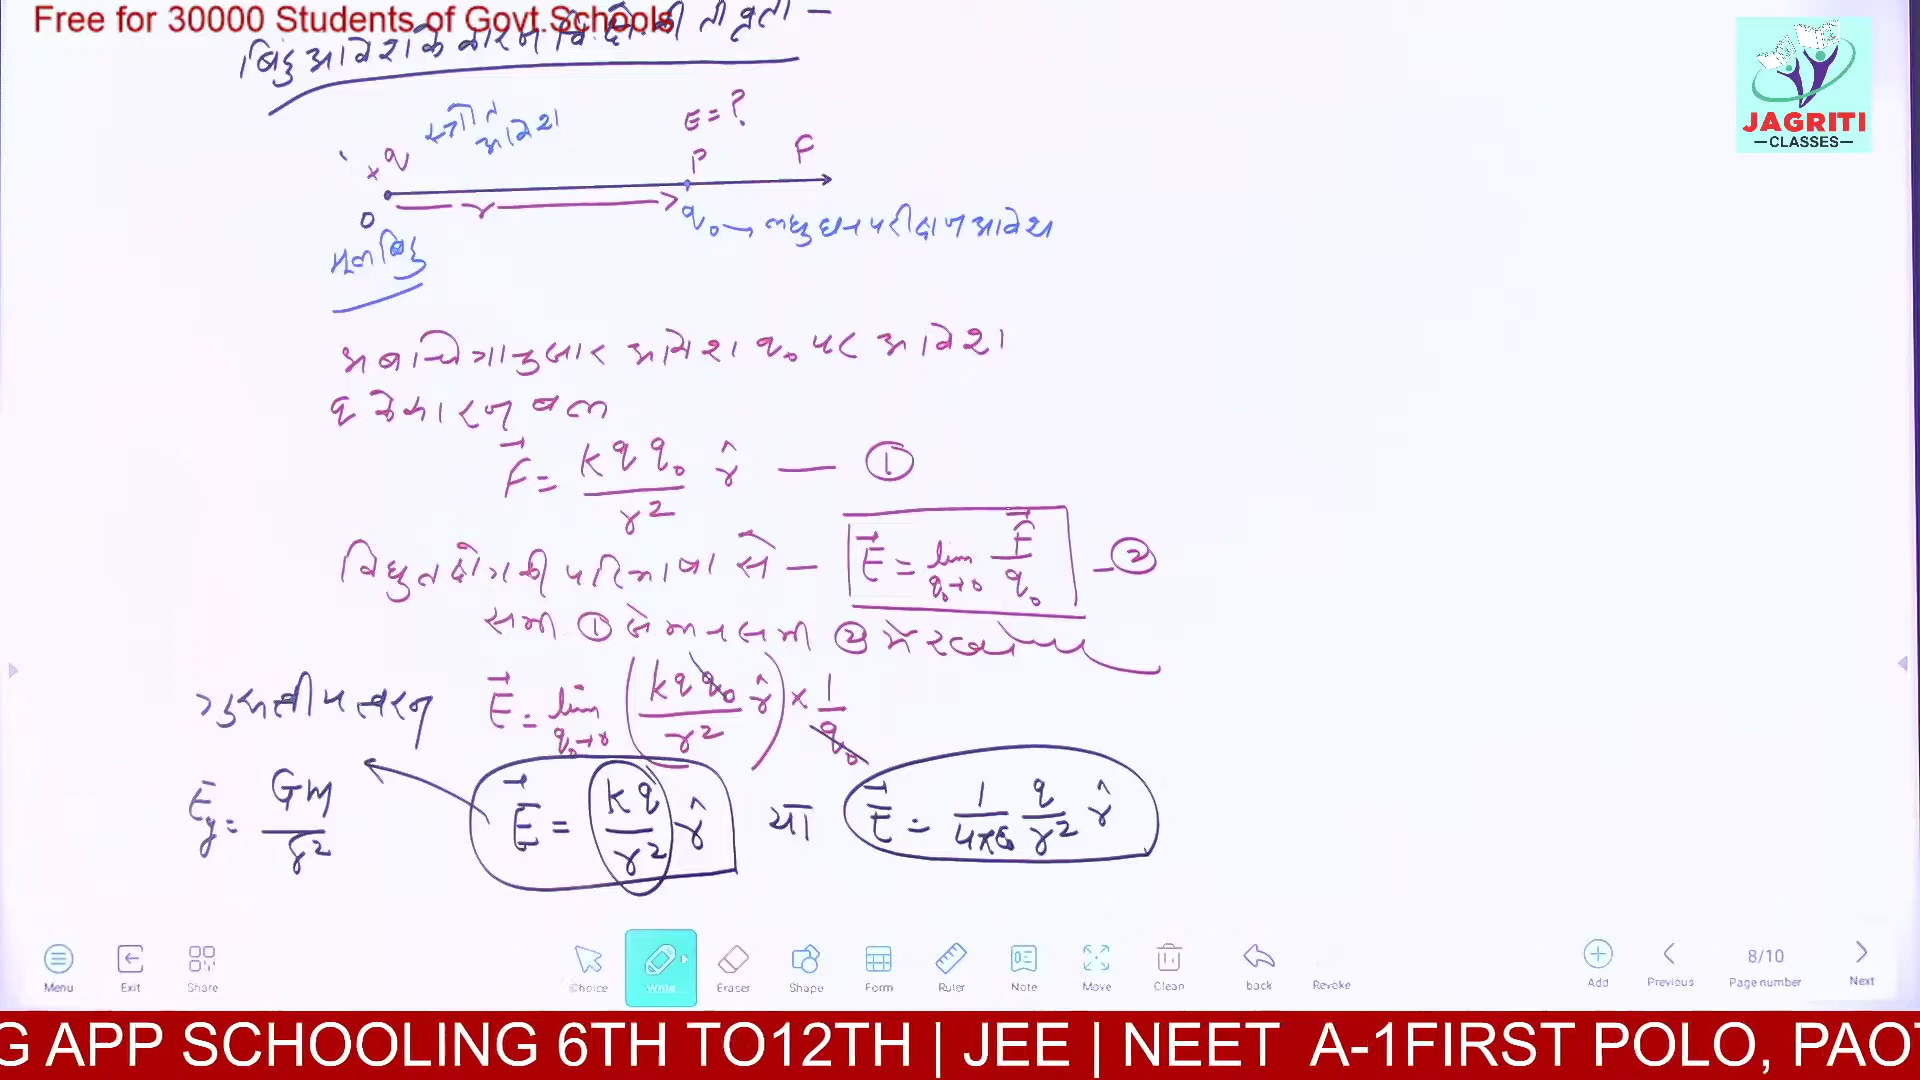 Free for 30000 Students of Govt.Schools
बिंदु आवेश के कारण वि. क्षे. की तीव्रता -
JAGRITI
CLASSES
स्त्रोत
आवेश
E = ?
q
P
F
O
r
q₀ → लघु धन परीक्षण आवेश
मूल बिंदु
आवेश q₀ पर आवेश
q के कारण बल
F⃗ = kqq₀/r² r̂ — ①
विद्युत क्षेत्र की परिभाषा से — E⃗ = lim q₀→0 F⃗/q₀ — ②
समी ① से मान समी ② में रखने
E⃗ = lim q₀→0 (kqq₀/r² r̂) × 1/q₀
E⃗ = kq/r² r̂ या E⃗ = 1/4πε₀ q/r² r̂
E_g = Gm/r²
Menu Exit Share Choice Write Eraser Shape Form Ruler Note Move Clean back Revoke Add Previous 8/10 Page number Next
G APP SCHOOLING 6TH TO12TH | JEE | NEET A-1FIRST POLO, PAO